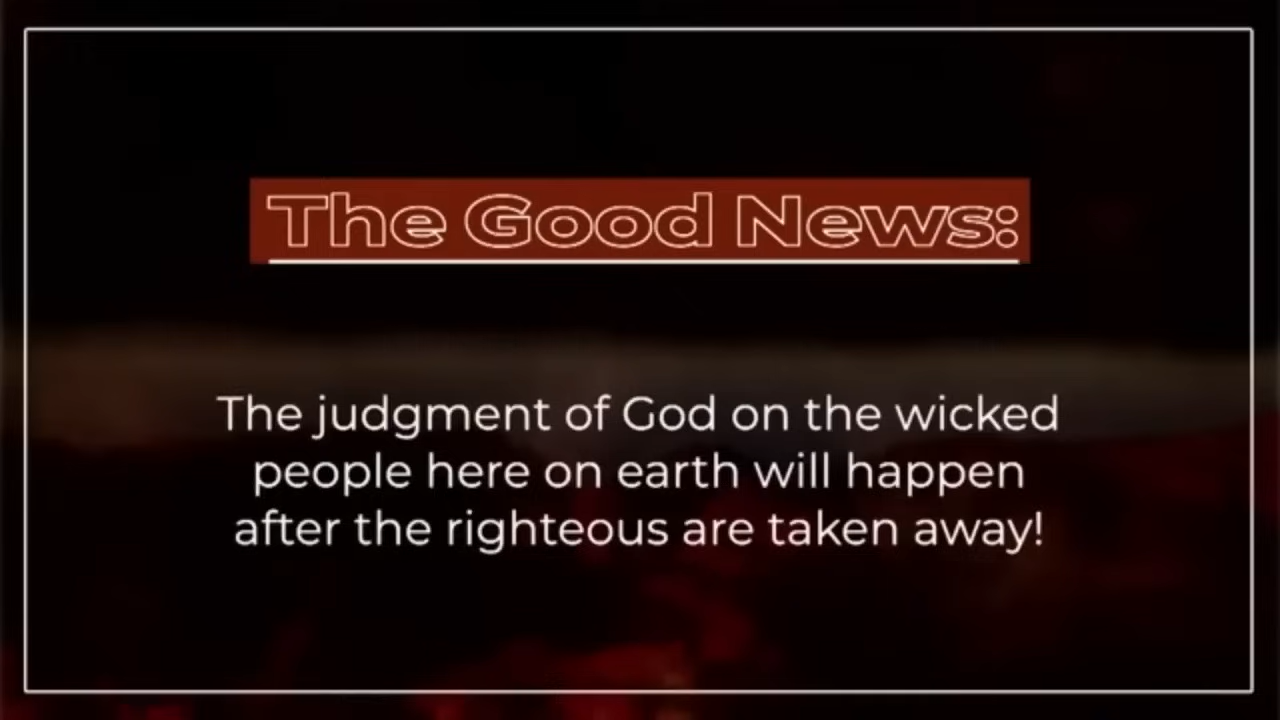 The Good News:
The judgment of God on the wicked
people here on earth will happen
after the righteous are taken away!